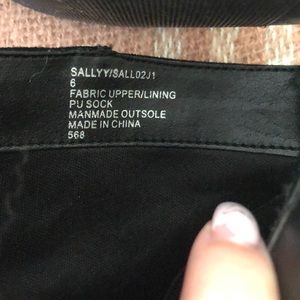 SALLYY/SALL02J1
6
FABRIC UPPER/LINING
PU SOCK
MANMADE OUTSOLE
MADE IN CHINA
568